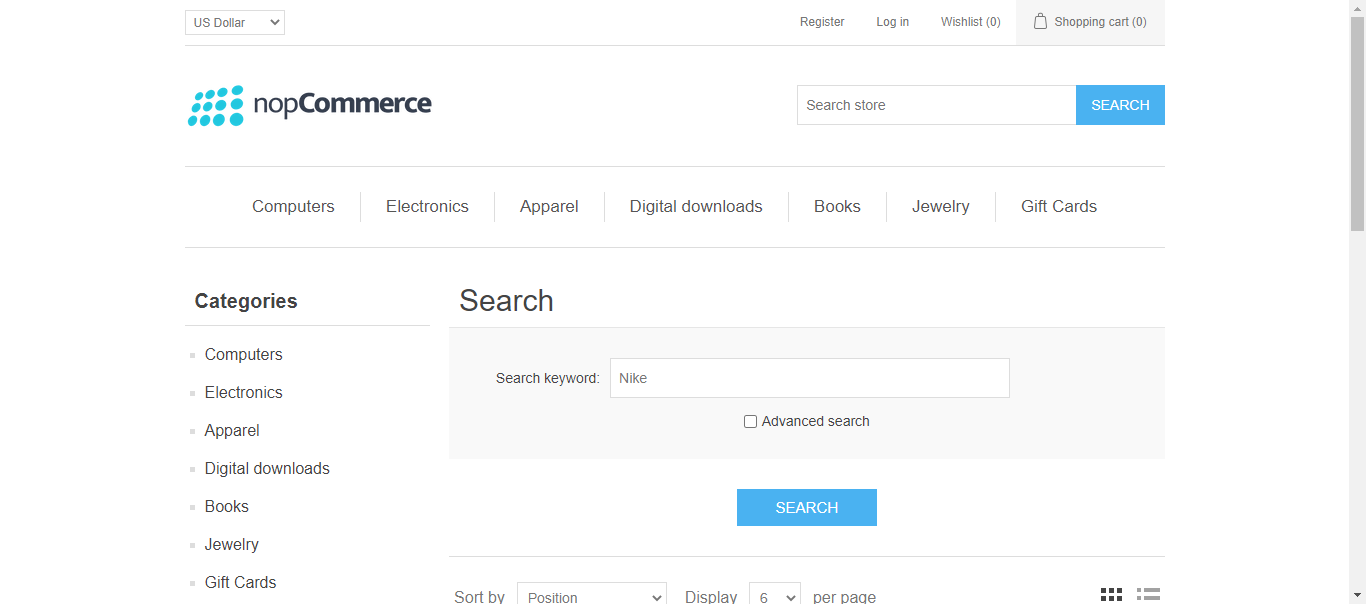 US Dollar Register Log in Wishlist (0) Shopping cart (0)
nopCommerce Search store SEARCH
Computers Electronics Apparel Digital downloads Books Jewelry Gift Cards
Categories
Computers
Electronics
Apparel
Digital downloads
Books
Jewelry
Gift Cards
Search
Search keyword: Nike
Advanced search
SEARCH
Sort by Position Display 6 per page